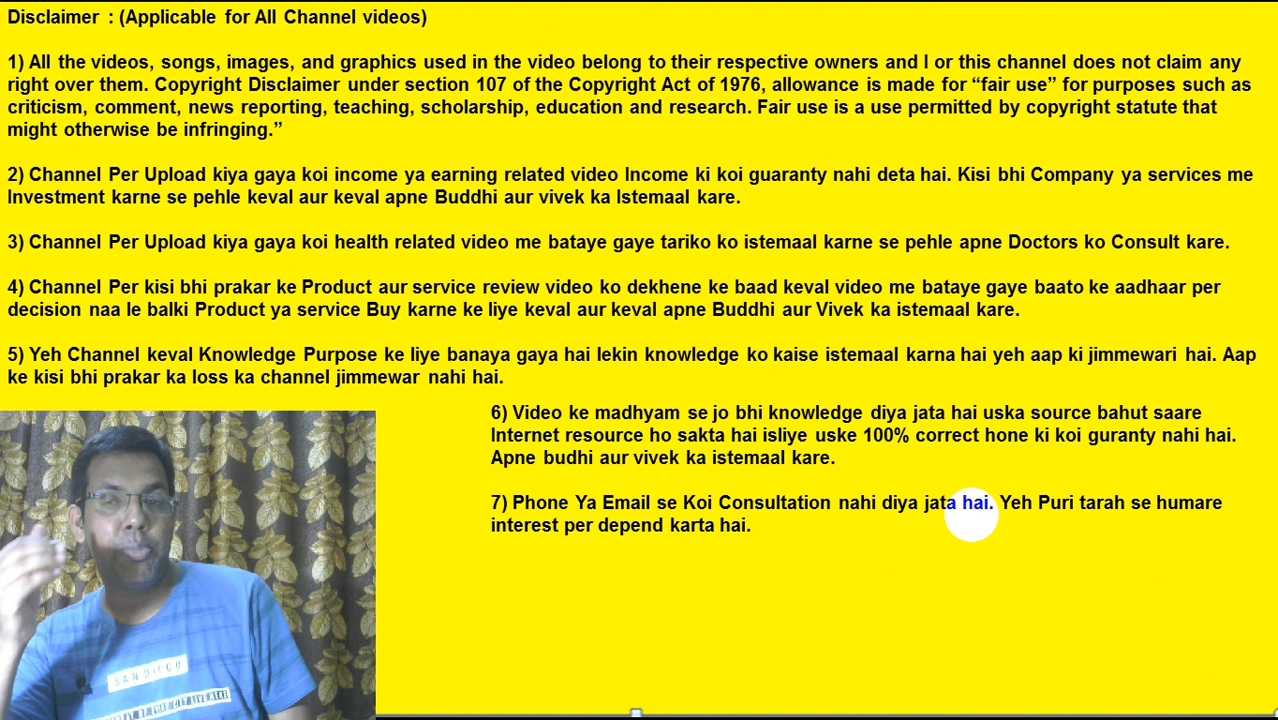 Disclaimer : (Applicable for All Channel videos)
1) All the videos, songs, images, and graphics used in the video belong to their respective owners and I or this channel does not claim any
right over them. Copyright Disclaimer under section 107 of the Copyright Act of 1976, allowance is made for “fair use” for purposes such as
criticism, comment, news reporting, teaching, scholarship, education and research. Fair use is a use permitted by copyright statute that
might otherwise be infringing.”
2) Channel Per Upload kiya gaya koi income ya earning related video Income ki koi guaranty nahi deta hai. Kisi bhi Company ya services me
Investment karne se pehle keval aur keval apne Buddhi aur vivek ka Istemaal kare.
3) Channel Per Upload kiya gaya koi health related video me bataye gaye tariko ko istemaal karne se pehle apne Doctors ko Consult kare.
4) Channel Per kisi bhi prakar ke Product aur service review video ko dekhene ke baad keval video me bataye gaye baato ke aadhaar per
decision naa le balki Product ya service Buy karne ke liye keval aur keval apne Buddhi aur Vivek ka istemaal kare.
5) Yeh Channel keval Knowledge Purpose ke liye banaya gaya hai lekin knowledge ko kaise istemaal karna hai yeh aap ki jimmewari hai. Aap
ke kisi bhi prakar ka loss ka channel jimmewar nahi hai.
6) Video ke madhyam se jo bhi knowledge diya jata hai uska source bahut saare
Internet resource ho sakta hai isliye uske 100% correct hone ki koi guranty nahi hai.
Apne budhi aur vivek ka istemaal kare.
7) Phone Ya Email se Koi Consultation nahi diya jata hai. Yeh Puri tarah se humare
interest per depend karta hai.
SAN DIEGO